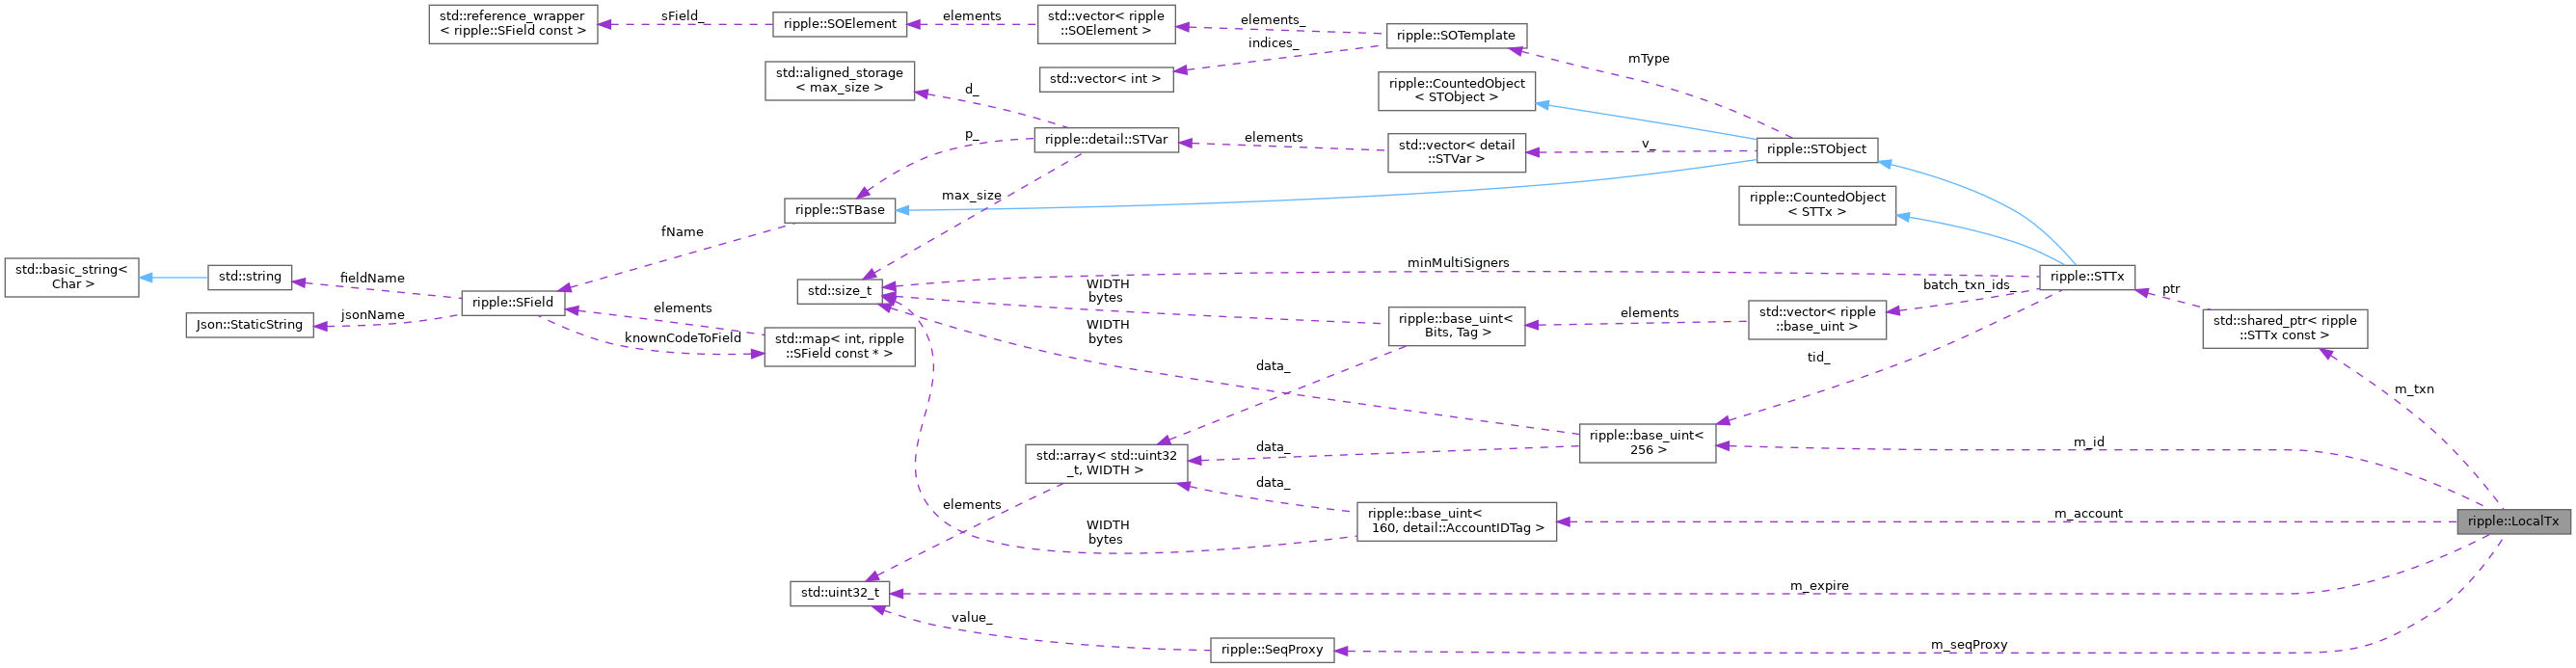 std::reference_wrapper
< ripple::SField const >
sField_
ripple::SOElement
elements
std::vector< ripple
::SOElement >
elements_
indices_
ripple::SOTemplate
std::vector< int >
mType
std::aligned_storage
< max_size >
d_
ripple::CountedObject
< STObject >
p_
ripple::detail::STVar
elements
std::vector< detail
::STVar >
v_
ripple::STObject
max_size
ripple::STBase
ripple::CountedObject
< STTx >
fName
std::basic_string<
Char >
std::string
fieldName
ripple::SField
jsonName
Json::StaticString
elements
knownCodeToField
std::map< int, ripple
::SField const * >
std::size_t
minMultiSigners
WIDTH
bytes
WIDTH
bytes
ripple::base_uint<
Bits, Tag >
elements
std::vector< ripple
::base_uint >
batch_txn_ids_
ripple::STTx
ptr
std::shared_ptr< ripple
::STTx const >
data_
tid_
m_txn
ripple::base_uint<
256 >
m_id
data_
std::array< std::uint32
_t, WIDTH >
data_
elements
WIDTH
bytes
ripple::base_uint<
160, detail::AccountIDTag >
m_account
ripple::LocalTx
std::uint32_t
m_expire
value_
ripple::SeqProxy
m_seqProxy